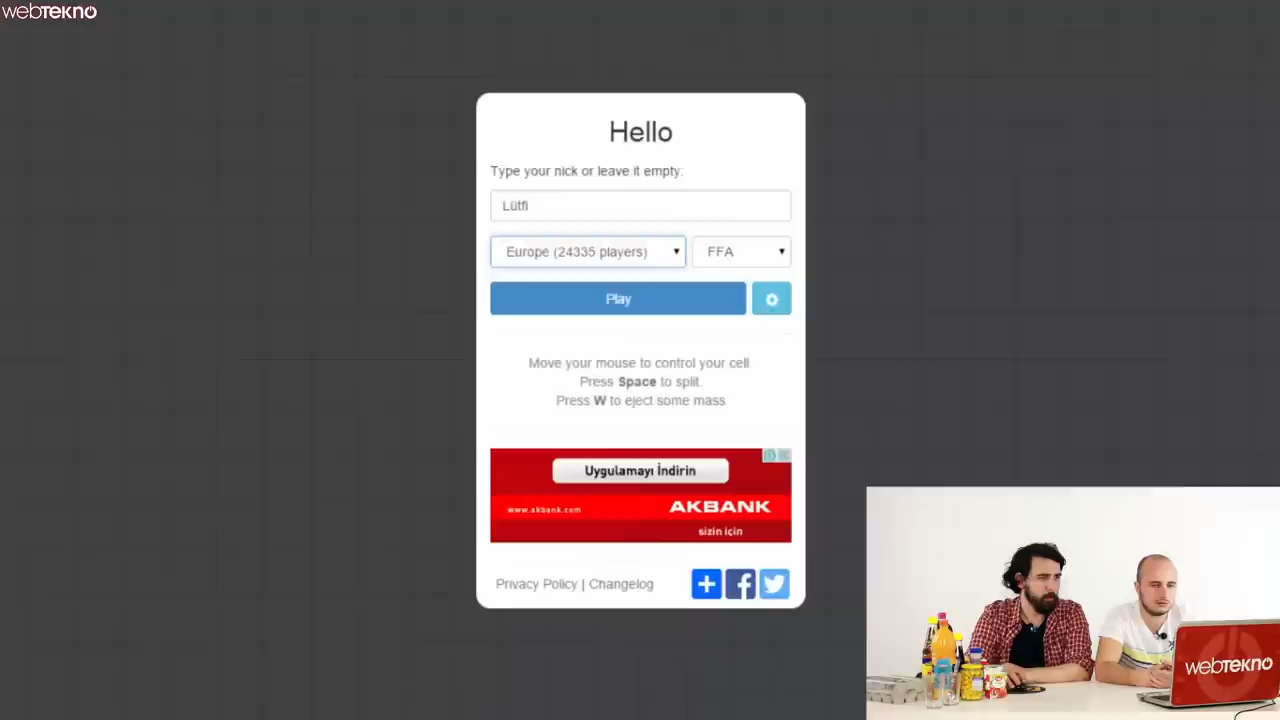 webTEKNO
Hello
Type your nick or leave it empty:
Lütfi
Europe (24335 players)
FFA
Play
Move your mouse to control your cell
Press Space to split.
Press W to eject some mass
Uygulamayı İndirin
www.akbank.com
AKBANK
sizin için
Privacy Policy | Changelog
webTEKNO